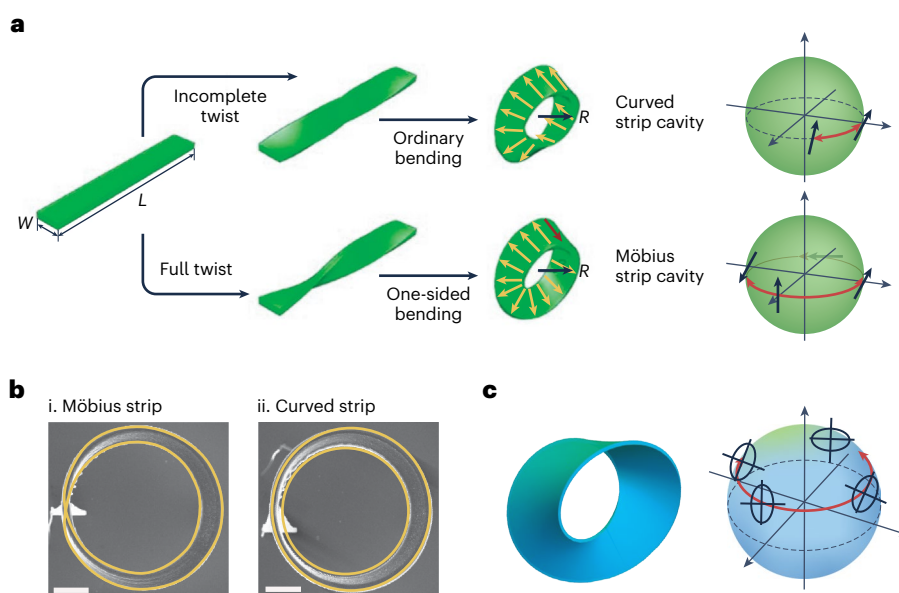 a
Incomplete
twist
Ordinary
bending
R
Curved
strip cavity
W
L
Full twist
One-sided
bending
R
Möbius
strip cavity
b
i. Möbius strip
ii. Curved strip
c